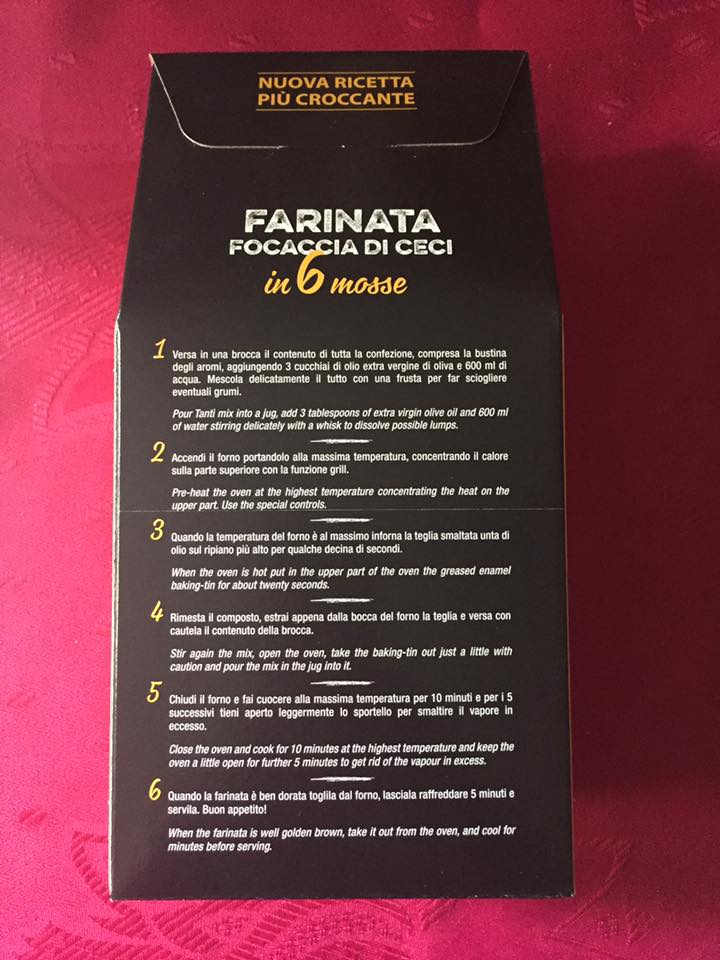 NUOVA RICETTA
PIÙ CROCCANTE
FARINATA
FOCACCIA DI CECI
in 6 mosse
1 Versa in una brocca il contenuto di tutta la confezione, compresa la bustina
degli aromi, aggiungendo 3 cucchiai di olio extra vergine di oliva e 600 ml di
acqua. Mescola delicatamente il tutto con una frusta per far sciogliere
eventuali grumi.
Pour Tanti mix into a jug, add 3 tablespoons of extra virgin olive oil and 600 ml
of water stirring delicately with a whisk to dissolve possible lumps.
2 Accendi il forno portandolo alla massima temperatura, concentrando il calore
sulla parte superiore con la funzione grill.
Pre-heat the oven at the highest temperature concentrating the heat on the
upper part. Use the special controls.
3 Quando la temperatura del forno è al massimo inforna la teglia smaltata unta di
olio sul ripiano più alto per qualche decina di secondi.
When the oven is hot put in the upper part of the oven the greased enamel
baking-tin for about twenty seconds.
4 Rimesta il composto, estrai appena dalla bocca del forno la teglia e versa con
cautela il contenuto della brocca.
Stir again the mix, open the oven, take the baking-tin out just a little with
caution and pour the mix in the jug into it.
5 Chiudi il forno e fai cuocere alla massima temperatura per 10 minuti e per i 5
successivi tieni aperto leggermente lo sportello per smaltire il vapore in
eccesso.
Close the oven and cook for 10 minutes at the highest temperature and keep the
oven a little open for further 5 minutes to get rid of the vapour in excess.
6 Quando la farinata è ben dorata toglila dal forno, lasciala raffreddare 5 minuti e
servila. Buon appetito!
When the farinata is well golden brown, take it out from the oven, and cool for
minutes before serving.